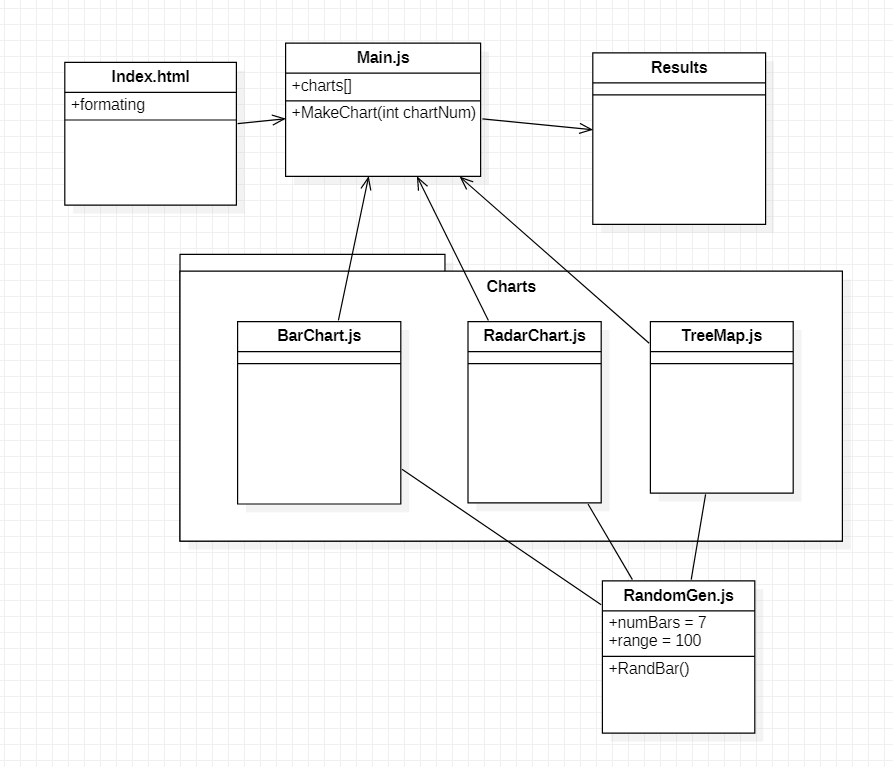 Index.html
+formating
Main.js
+charts[]
+MakeChart(int chartNum)
Results
Charts
BarChart.js
RadarChart.js
TreeMap.js
RandomGen.js
+numBars = 7
+range = 100
+RandBar()